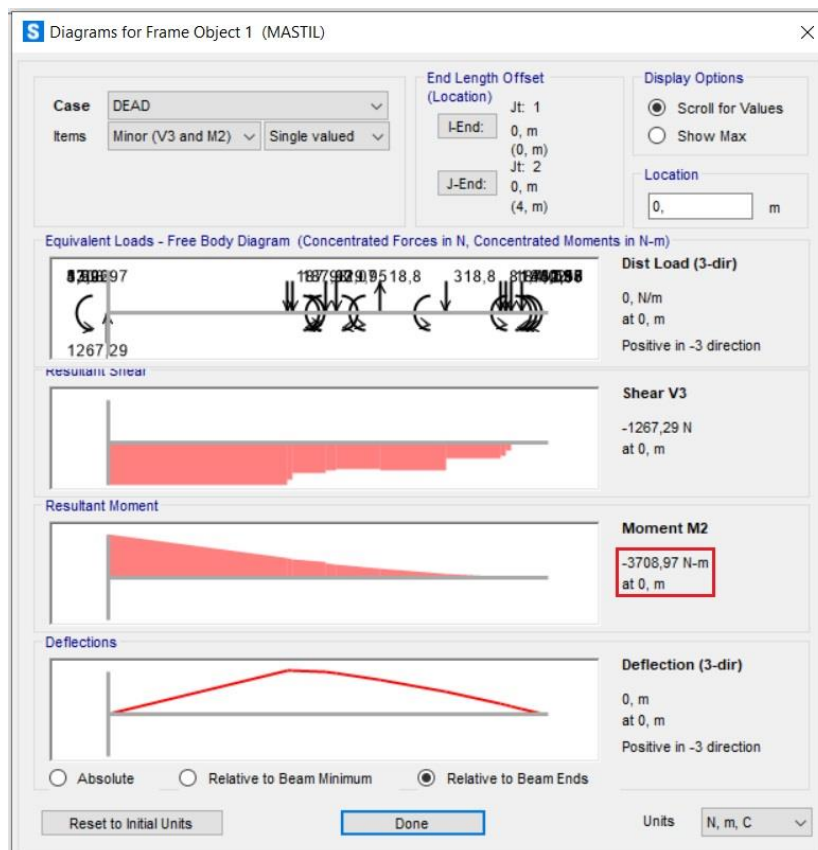 S Diagrams for Frame Object 1 (MASTIL)
Case DEAD
Items Minor (V3 and M2) Single valued
End Length Offset
(Location)
Jt: 1
I-End: 0, m
(0, m)
Jt: 2
J-End: 0, m
(4, m)
Display Options
Scroll for Values
Show Max
Location
0, m
Equivalent Loads - Free Body Diagram (Concentrated Forces in N, Concentrated Moments in N-m)
318,8
1267,29
Dist Load (3-dir)
0, N/m
at 0, m
Positive in -3 direction
Resultant Shear
Shear V3
-1267,29 N
at 0, m
Resultant Moment
Moment M2
-3708,97 N-m
at 0, m
Deflections
Deflection (3-dir)
0, m
at 0, m
Positive in -3 direction
Absolute Relative to Beam Minimum Relative to Beam Ends
Reset to Initial Units Done Units N, m, C